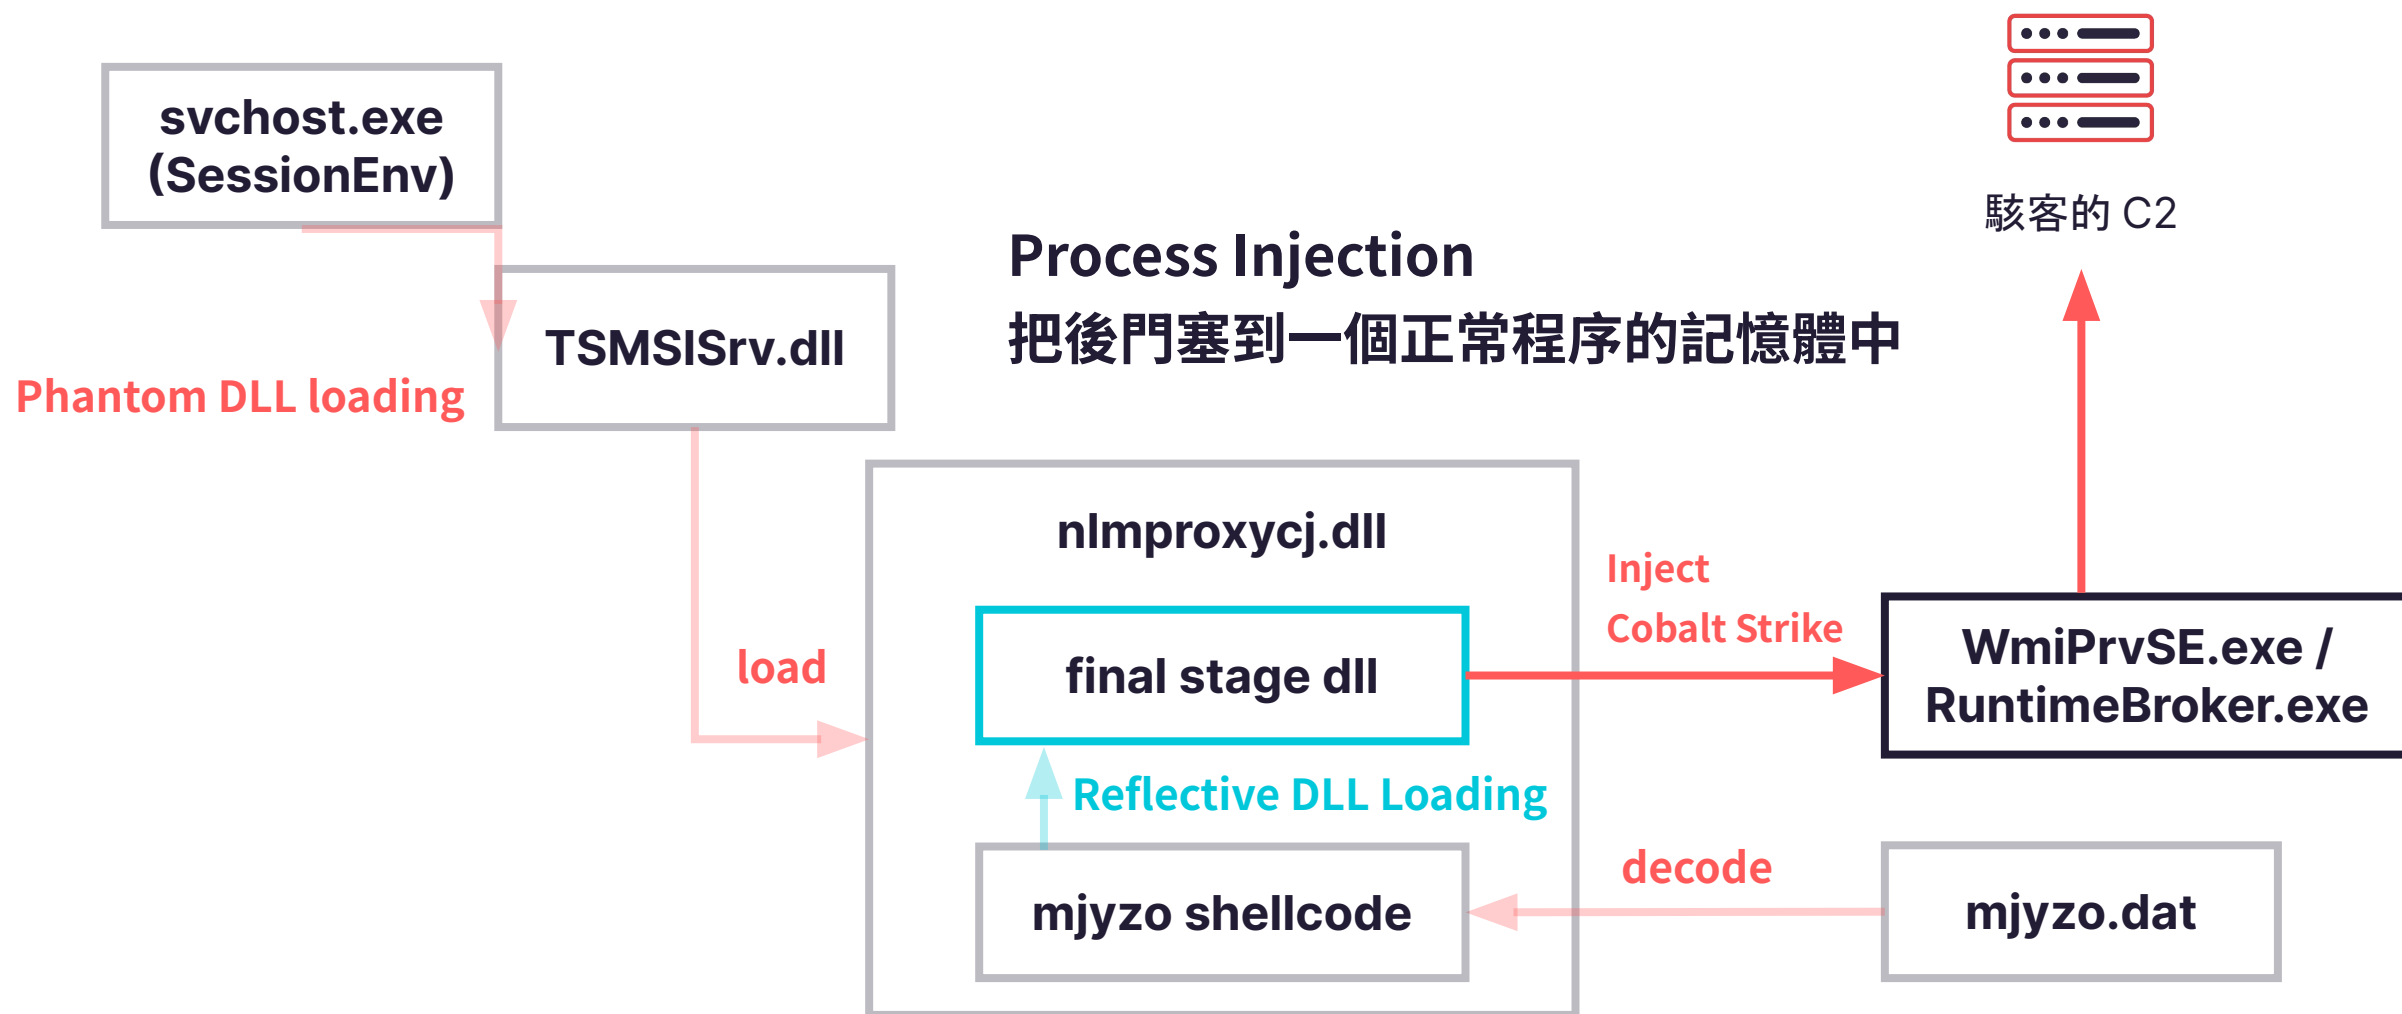 svchost.exe
(SessionEnv)
駭客的 C2
Process Injection
把後門塞到一個正常程序的記憶體中
TSMSISrv.dll
Phantom DLL loading
nlmproxycj.dll
Inject
Cobalt Strike
load
final stage dll
WmiPrvSE.exe /
RuntimeBroker.exe
Reflective DLL Loading
decode
mjyzo shellcode
mjyzo.dat